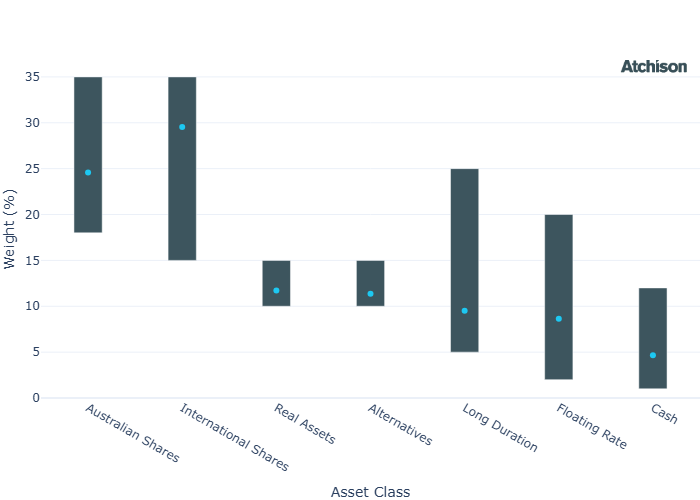 Atchison
35
30
25
20
15
10
5
0
Weight (%)
Australian Shares
International Shares
Real Assets
Alternatives
Long Duration
Floating Rate
Cash
Asset Class